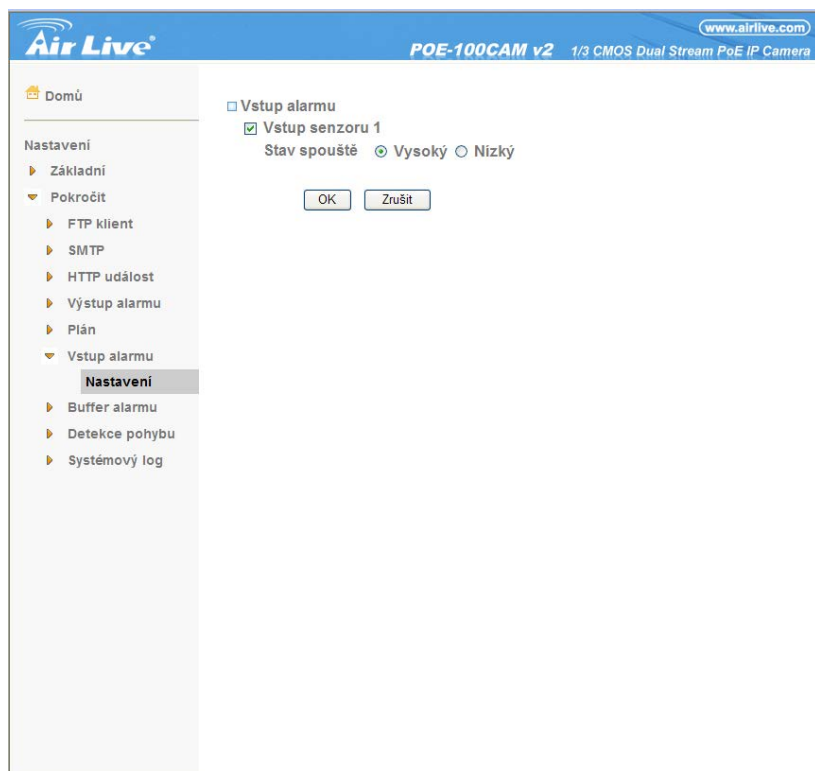 Air Live®
www.airlive.com
POE-100CAM v2 1/3 CMOS Dual Stream PoE IP Camera
Domů
Nastavení
Základní
Pokročit
FTP klient
SMTP
HTTP událost
Výstup alarmu
Plán
Vstup alarmu
Nastavení
Buffer alarmu
Detekce pohybu
Systémový log
Vstup alarmu
Vstup senzoru 1
Stav spouště Vysoký Nízký
OK Zrušit